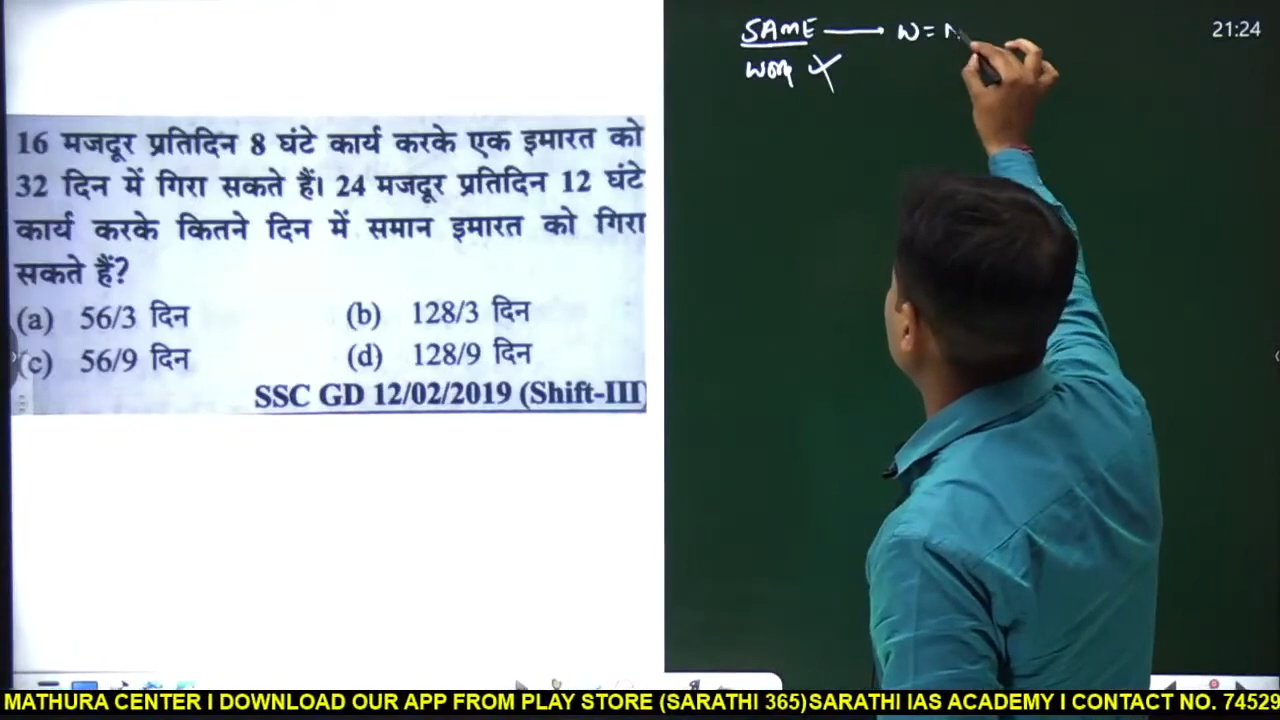 SAME — W = M
Work
21:24
16 मजदूर प्रतिदिन 8 घंटे कार्य करके एक इमारत को
32 दिन में गिरा सकते हैं। 24 मजदूर प्रतिदिन 12 घंटे
कार्य करके कितने दिन में समान इमारत को गिरा
सकते हैं?
(a) 56/3 दिन (b) 128/3 दिन
(c) 56/9 दिन (d) 128/9 दिन
SSC GD 12/02/2019 (Shift-III)
MATHURA CENTER I DOWNLOAD OUR APP FROM PLAY STORE (SARATHI 365)SARATHI IAS ACADEMY I CONTACT NO. 74529